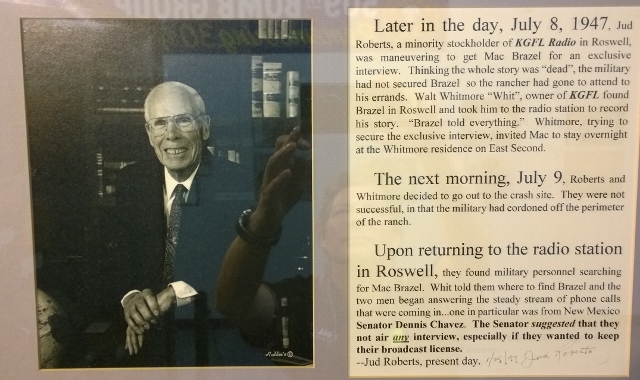 509TH BOMB GROUP
Later in the day, July 8, 1947, Jud
Roberts, a minority stockholder of KGFL Radio in Roswell,
was maneuvering to get Mac Brazel for an exclusive
interview. Thinking the whole story was “dead”, the military
had not secured Brazel so the rancher had gone to attend to
his errands. Walt Whitmore “Whit”, owner of KGFL found
Brazel in Roswell and took him to the radio station to record
his story. “Brazel told everything.” Whitmore, trying to
secure the exclusive interview, invited Mac to stay overnight
at the Whitmore residence on East Second.
The next morning, July 9, Roberts and
Whitmore decided to go out to the crash site. They were not
successful, in that the military had cordoned off the perimeter
of the ranch.
Upon returning to the radio station
in Roswell, they found military personnel searching
for Mac Brazel. Whit told them where to find Brazel and the
two men began answering the steady stream of phone calls
that were coming in...one in particular was from New Mexico
Senator Dennis Chavez. The Senator suggested that they
not air any interview, especially if they wanted to keep
their broadcast license.
--Jud Roberts, present day. Jud Roberts